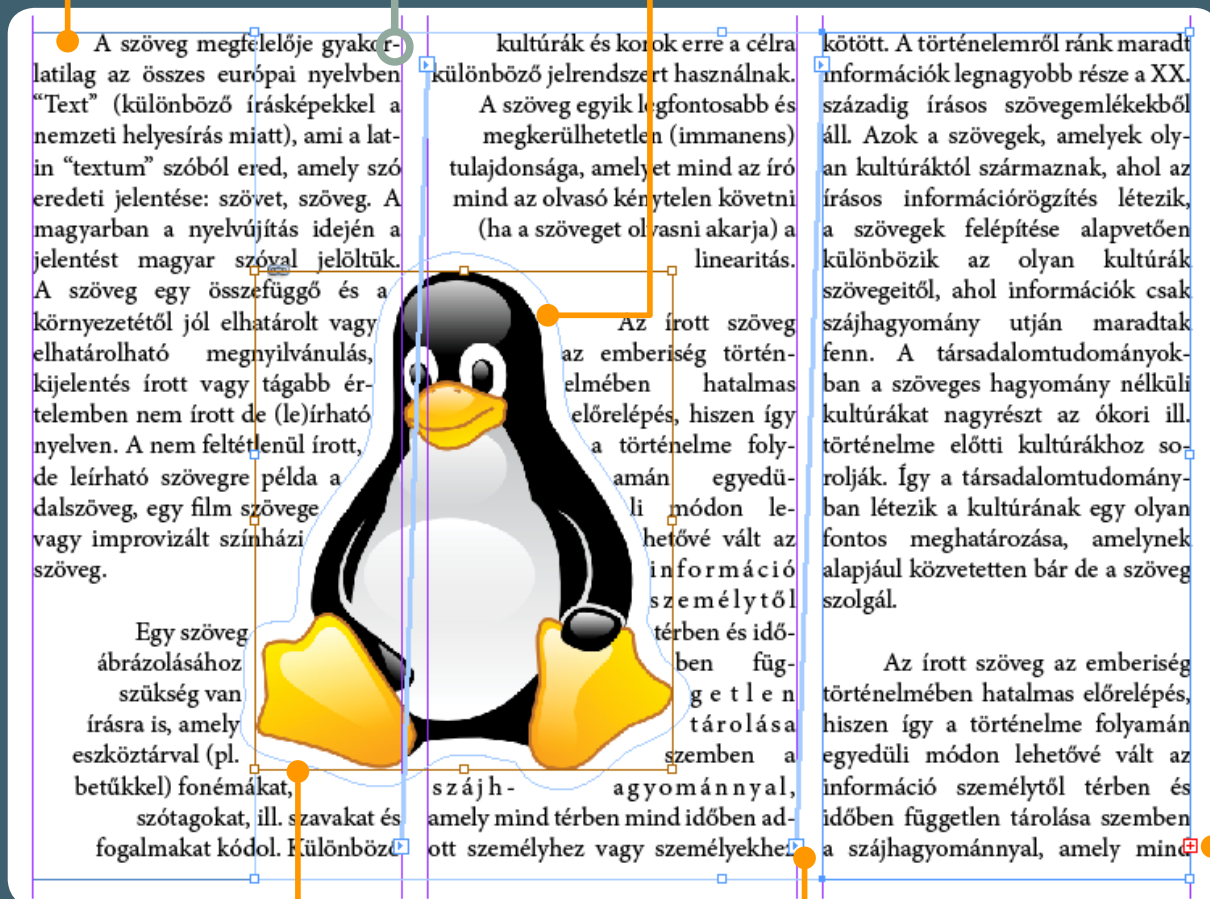 A szöveg megfelelője gyakor-
latilag az összes európai nyelvben
“Text” (különböző írásképekkel a
nemzeti helyesírás miatt), ami a lat-
in “textum” szóból ered, amely szó
eredeti jelentése: szövet, szöveg. A
magyarban a nyelvújítás idején a
jelentést magyar szóval jelöltük.
A szöveg egy összefüggő és a
környezetétől jól elhatárolt vagy
elhatárolható megnyilvánulás,
kijelentés írott vagy tágabb ér-
telemben nem írott de (le)írható
nyelven. A nem feltétlenül írott,
de leírható szövegre példa a
dalszöveg, egy film szövege
vagy improvizált színházi
szöveg.
Egy szöveg
ábrázolásához
szükség van
írásra is, amely
eszköztárval (pl.
betűkkel) fonémákat,
szótagokat, ill. szavakat és
fogalmakat kódol. Különböző
kultúrák és korok erre a célra
különböző jelrendszert használnak.
A szöveg egyik legfontosabb és
megkerülhetetlen (immanens)
tulajdonsága, amelyet mind az író
mind az olvasó kénytelen követni
(ha a szöveget olvasni akarja) a
linearitás.
Az írott szöveg
az emberiség történ-
elmében hatalmas
előrelépés, hiszen így
a történelme foly-
amán egyedü-
li módon le-
hetővé vált az
információ
személytől
térben és idő-
ben füg-
getlen
tárolása
szemben a
szájh- agyománnyal,
amely mind térben mind időben ad-
ott személyhez vagy személyekhez
kötött. A történelemről ránk maradt
információk legnagyobb része a XX.
századig írásos szövegemlékekből
áll. Azok a szövegek, amelyek oly-
an kultúráktól származnak, ahol az
írásos információrögzítés létezik,
a szövegek felépítése alapvetően
különbözik az olyan kultúrák
szövegeitől, ahol információk csak
szájhagyomány utján maradtak
fenn. A társadalomtudományok-
ban a szöveges hagyomány nélküli
kultúrákat nagyrészt az ókori ill.
történelme előtti kultúrákhoz so-
rolják. Így a társadalomtudomány-
ban létezik a kultúrának egy olyan
fontos meghatározása, amelynek
alapjául közvetetten bár de a szöveg
szolgál.
Az írott szöveg az emberiség
történelmében hatalmas előrelépés,
hiszen így a történelme folyamán
egyedüli módon lehetővé vált az
információ személytől térben és
időben független tárolása szemben
a szájhagyománnyal, amely mind